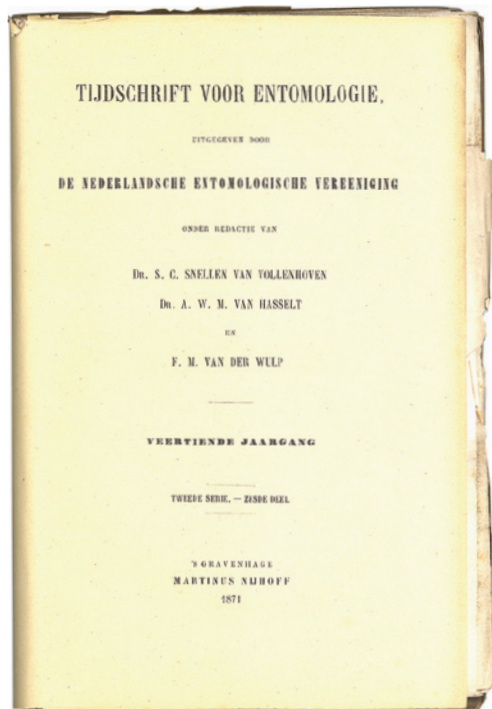 TIJDSCHRIFT VOOR ENTOMOLOGIE,
UITGEGEVEN DOOR
DE NEDERLANDSCHE ENTOMOLOGISCHE VEREENIGING
ONDER REDACTIE VAN
DR. S. C. SNELLEN VAN VOLLENHOVEN
DR. A. W. M. VAN HASSELT
EN
F. M. VAN DER WULP
VEERTIENDE JAARGANG
TWEEDE SERIE. — ZESDE DEEL
'S GRAVENHAGE
MARTINUS NIJHOFF
1871